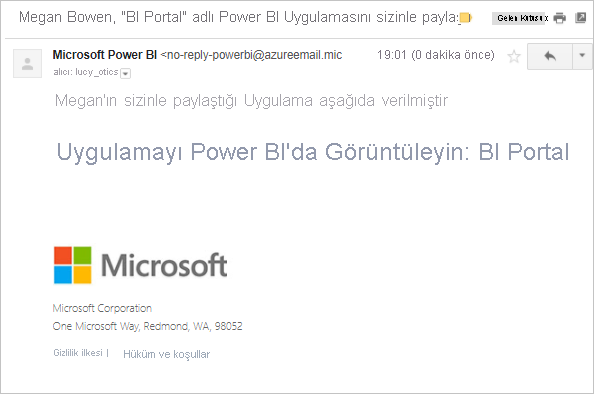 Megan Bowen, "BI Portal" adlı Power BI Uygulamasını sizinle paylaş
Gelen Kutusu
Microsoft Power BI <no-reply-powerbi@azureemail.mic
19:01 (0 dakika önce)
alıcı: lucy_otics
Megan'ın sizinle paylaştığı Uygulama aşağıda verilmiştir
Uygulamayı Power BI'da Görüntüleyin: BI Portal
Microsoft
Microsoft Corporation
One Microsoft Way, Redmond, WA, 98052
Gizlilik ilkesi | Hüküm ve koşullar